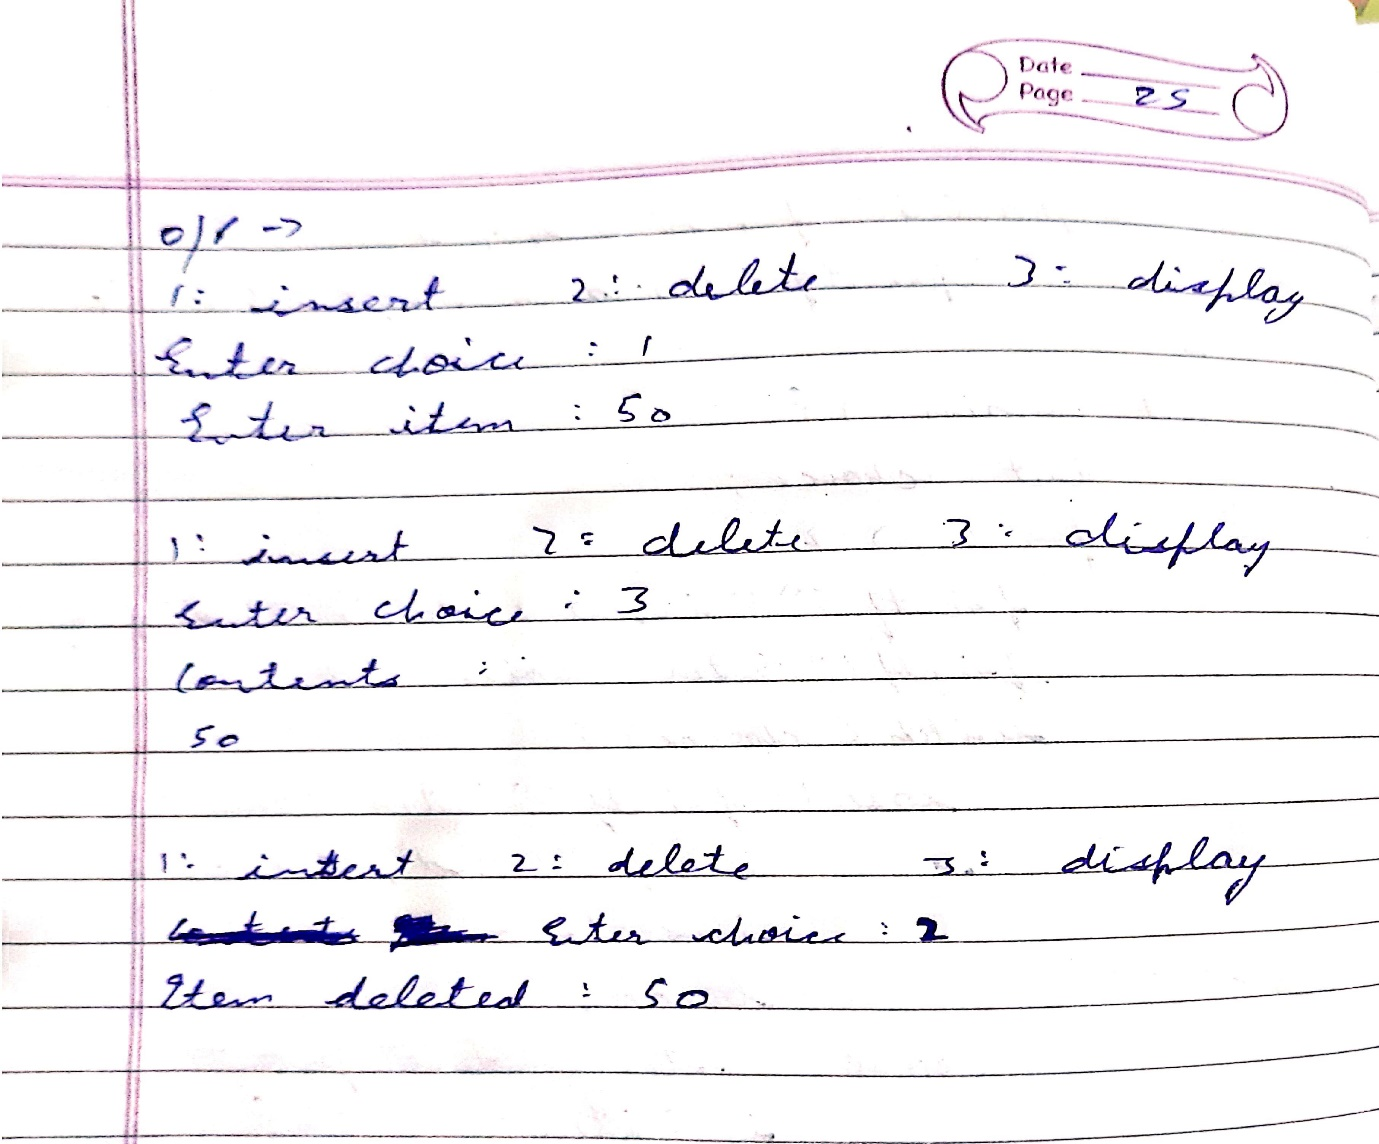 Date
Page 25
O/P ->
1: insert 2: delete 3: display
Enter choice : 1
Enter item : 50
1: insert 2: delete 3: display
Enter choice : 3
Contents :
50
1: insert 2: delete 3: display
Contents Enter choice : 2
Item deleted : 50